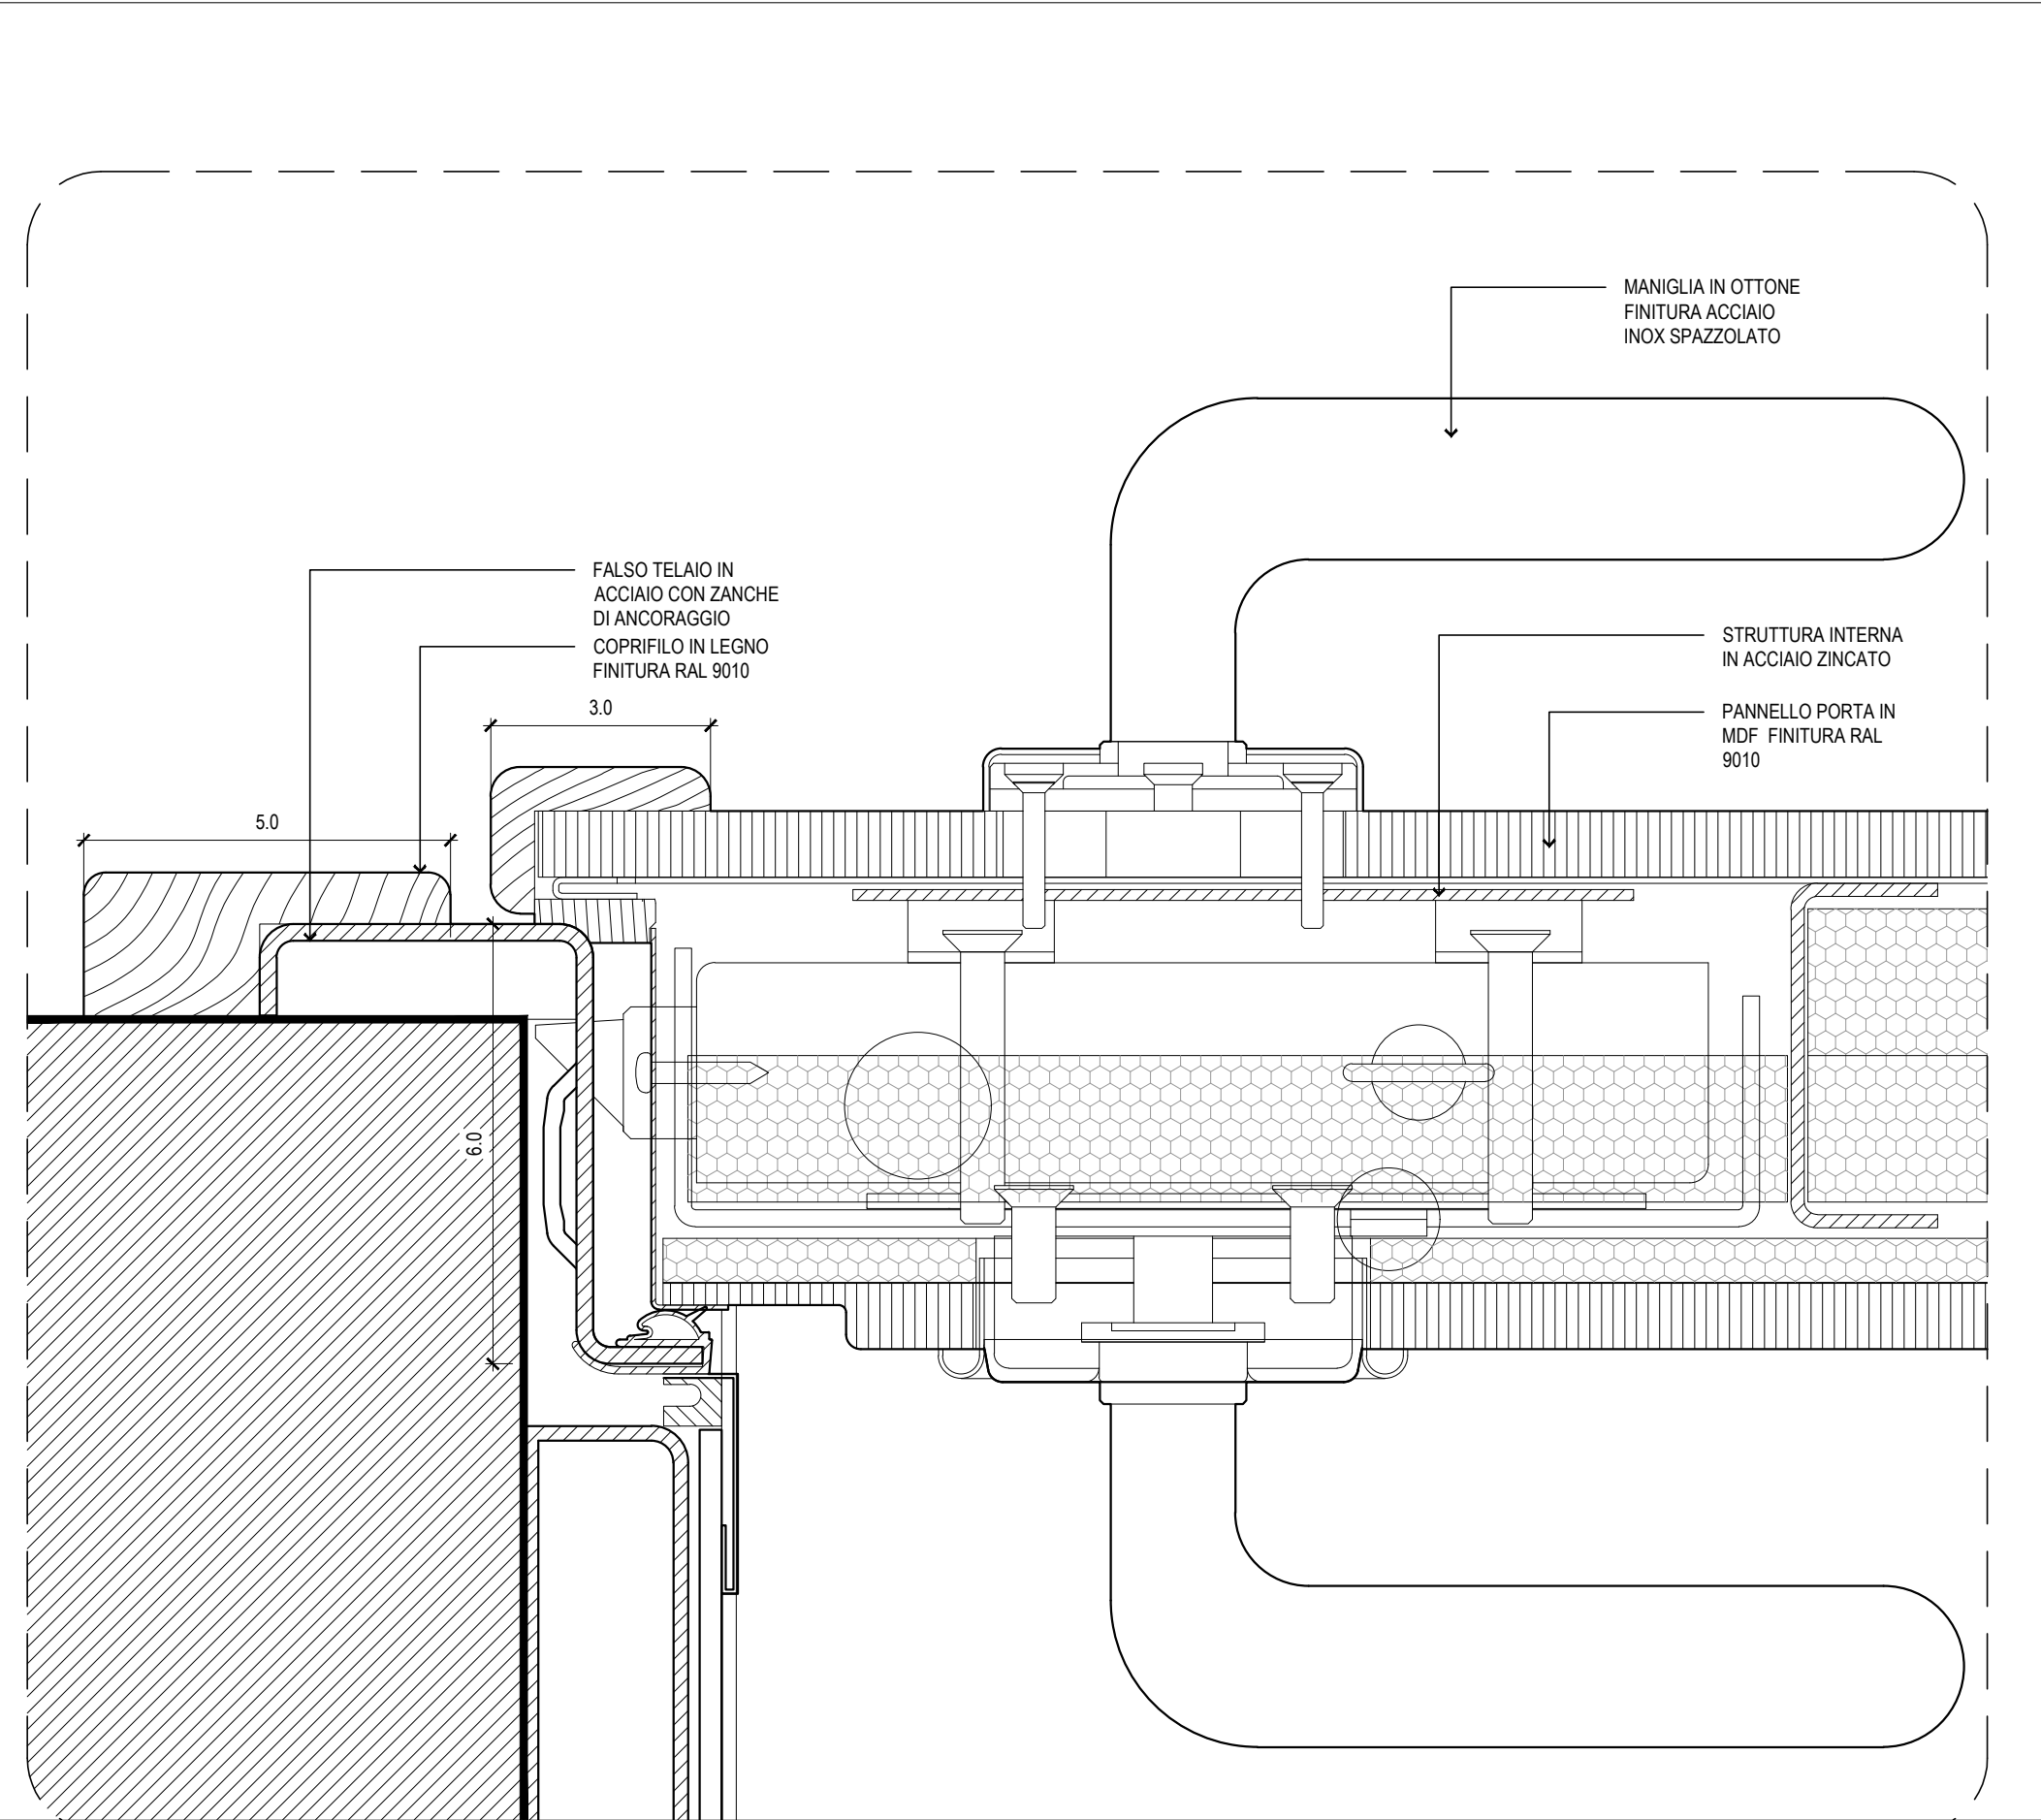 MANIGLIA IN OTTONE
FINITURA ACCIAIO
INOX SPAZZOLATO
FALSO TELAIO IN
ACCIAIO CON ZANCHE
DI ANCORAGGIO
COPRIFILO IN LEGNO
FINITURA RAL 9010
STRUTTURA INTERNA
IN ACCIAIO ZINCATO
PANNELLO PORTA IN
MDF FINITURA RAL
9010
3.0
5.0
6.0